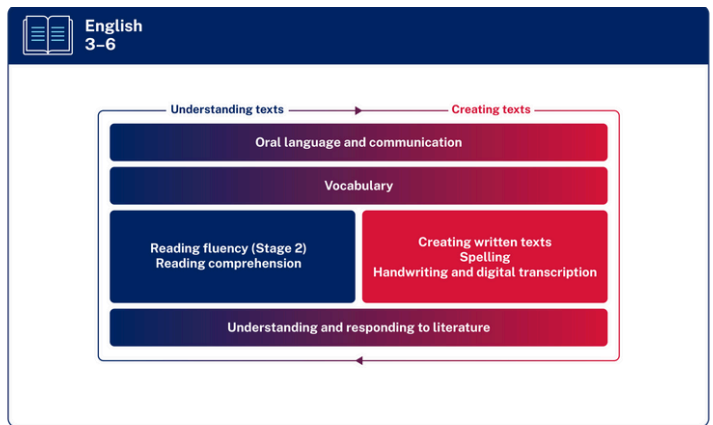 English
3–6
Understanding texts
Creating texts
Oral language and communication
Vocabulary
Reading fluency (Stage 2)
Reading comprehension
Creating written texts
Spelling
Handwriting and digital transcription
Understanding and responding to literature